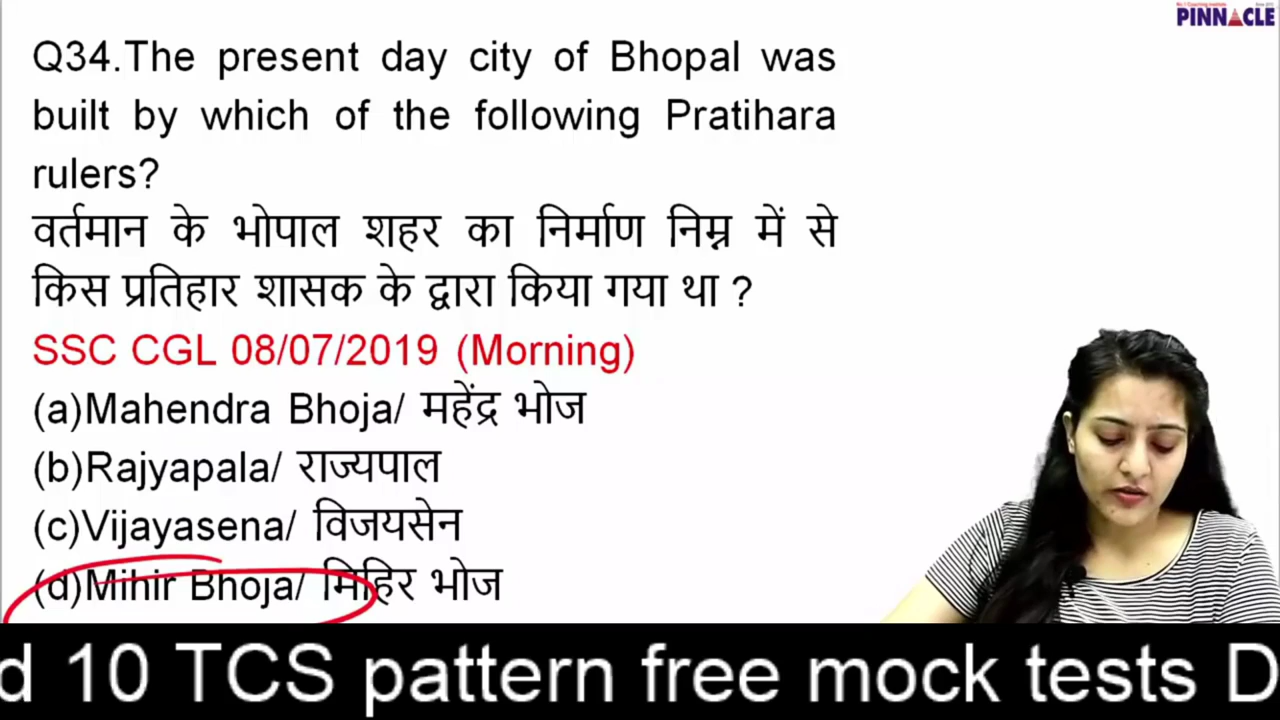 PINNACLE
Q34.The present day city of Bhopal was
built by which of the following Pratihara
rulers?
वर्तमान के भोपाल शहर का निर्माण निम्न में से
किस प्रतिहार शासक के द्वारा किया गया था ?
SSC CGL 08/07/2019 (Morning)
(a)Mahendra Bhoja/ महेंद्र भोज
(b)Rajyapala/ राज्यपाल
(c)Vijayasena/ विजयसेन
(d)Mihir Bhoja/ मिहिर भोज
d 10 TCS pattern free mock tests D